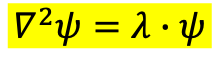 ∇²ψ = λ · ψ